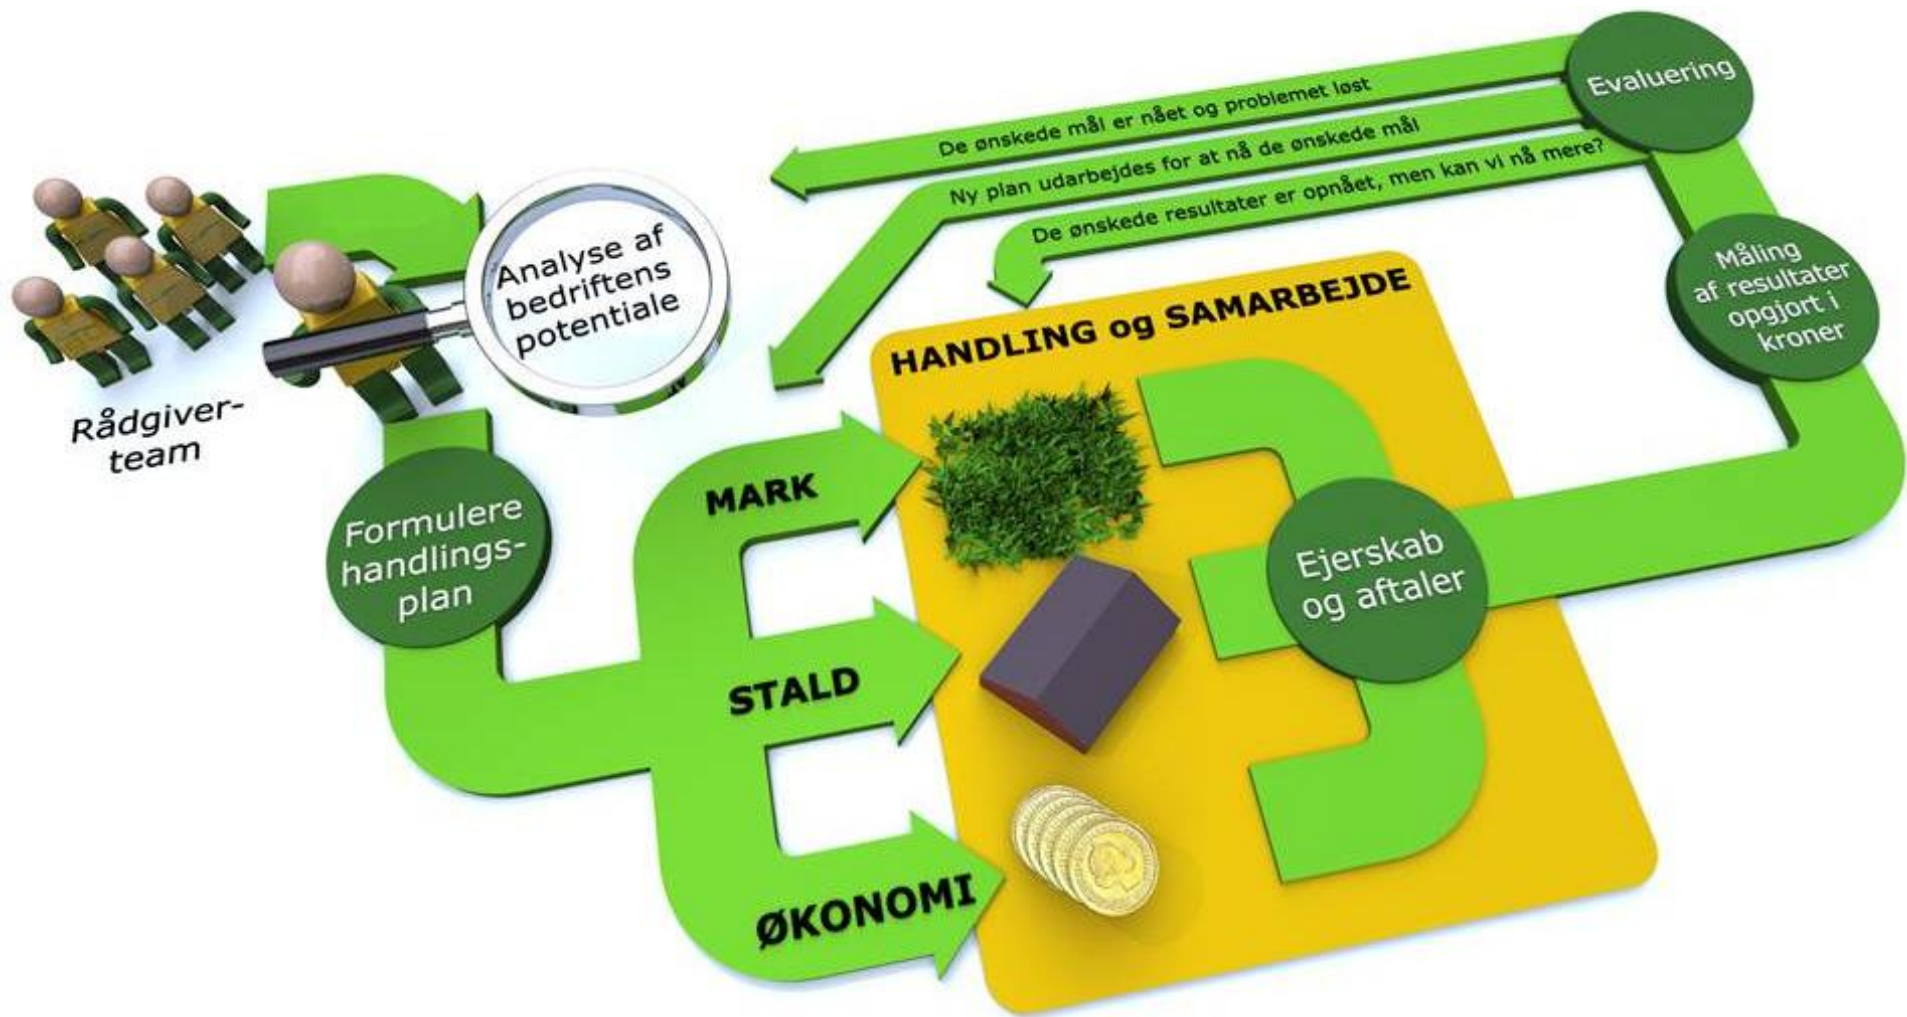 Rådgiver-
team
Analyse af
bedriftens
potentiale
Formulere
handlings-
plan
MARK
STALD
ØKONOMI
HANDLING og SAMARBEJDE
Ejerskab
og aftaler
Måling
af resultater
opgjort i
kroner
Evaluering
De ønskede mål er nået og problemet løst
Ny plan udarbejdes for at nå de ønskede mål
De ønskede resultater er opnået, men kan vi nå mere?